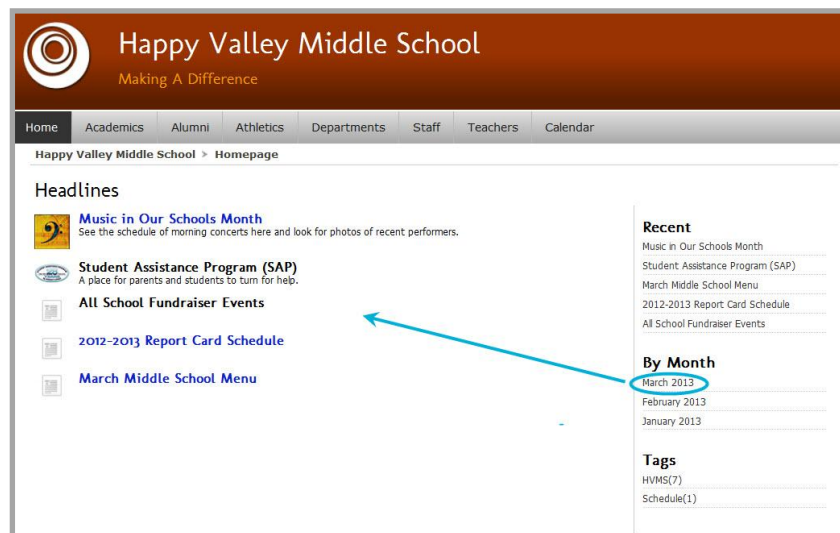 Happy Valley Middle School
Making A Difference
Home Academics Alumni Athletics Departments Staff Teachers Calendar
Happy Valley Middle School > Homepage
Headlines
Music in Our Schools Month
See the schedule of morning concerts here and look for photos of recent performers.
Student Assistance Program (SAP)
A place for parents and students to turn for help.
All School Fundraiser Events
2012-2013 Report Card Schedule
March Middle School Menu
Recent
Music in Our Schools Month
Student Assistance Program (SAP)
March Middle School Menu
2012-2013 Report Card Schedule
All School Fundraiser Events
By Month
March 2013
February 2013
January 2013
Tags
HVMS(7)
Schedule(1)